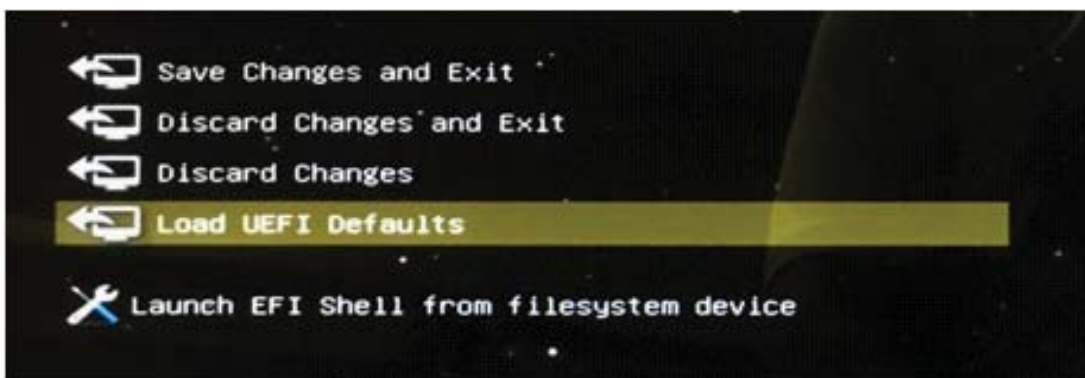 Save Changes and Exit
Discard Changes and Exit
Discard Changes
Load UEFI Defaults
Launch EFI Shell from filesystem device